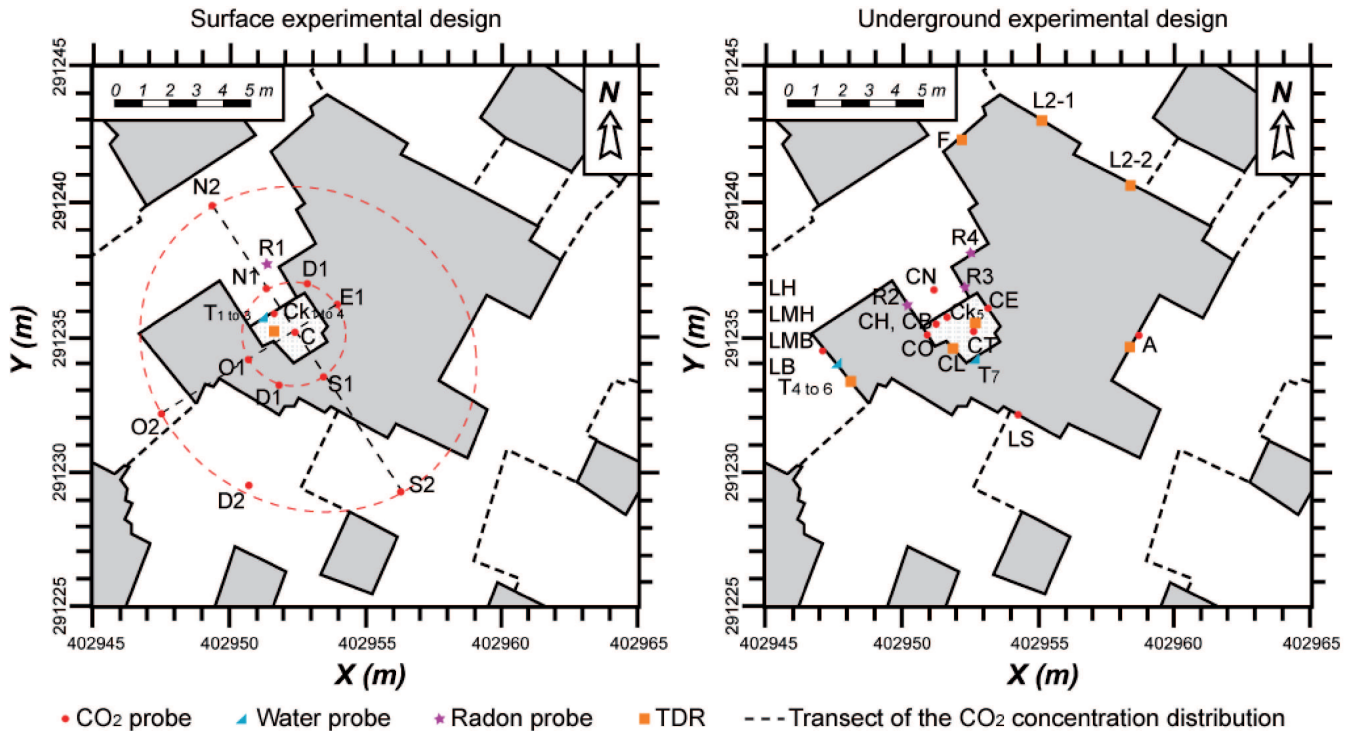 Surface experimental design
Underground experimental design
291245
291240
291235
291230
291225
Y (m)
0 1 2 3 4 5 m
N
N2
R1
N1
D1
E1
T1 to 3
Ck1 to 4
C
O1
S1
D1
O2
D2
S2
402945 402950 402955 402960 402965
X (m)
291245
291240
291235
291230
291225
Y (m)
0 1 2 3 4 5 m
N
L2-1
F
L2-2
R4
CN
R3
R2
CE
LH
LMH
LMB
LB
CH, CB
Ck5
CO
CT
A
CL
T7
T4 to 6
LS
402945 402950 402955 402960 402965
X (m)
CO2 probe
Water probe
Radon probe
TDR
Transect of the CO2 concentration distribution